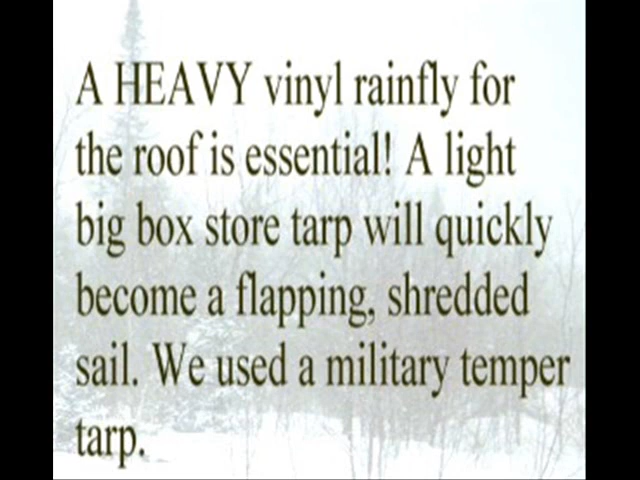 A HEAVY vinyl rainfly for
the roof is essential! A light
big box store tarp will quickly
become a flapping, shredded
sail. We used a military temper
tarp.